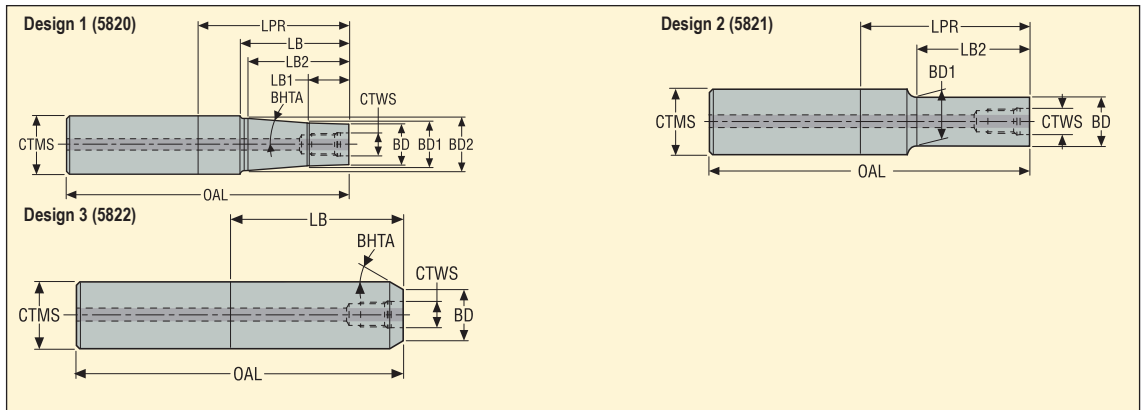 Design 1 (5820)
LPR
LB
LB2
LB1
BHTA
CTWS
CTMS
BD
BD1
BD2
OAL
Design 2 (5821)
LPR
LB2
BD1
CTMS
CTWS
BD
OAL
Design 3 (5822)
LB
BHTA
CTWS
CTMS
BD
OAL